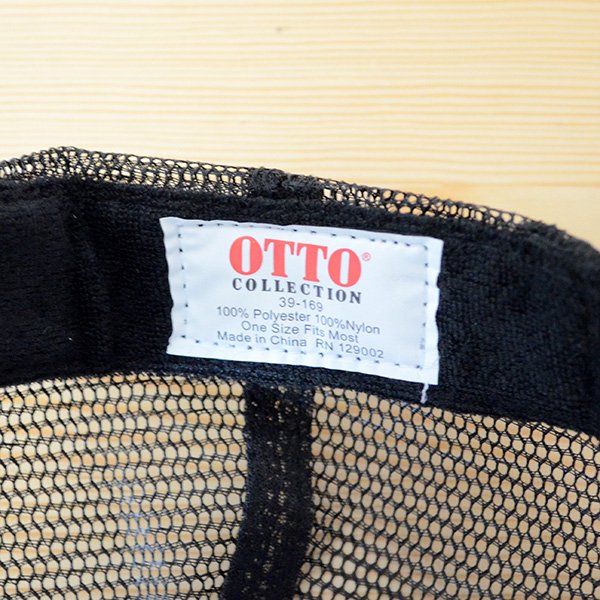 OTTO®
COLLECTION
39-169
100% Polyester 100%Nylon
One Size Fits Most
Made in China RN 129002